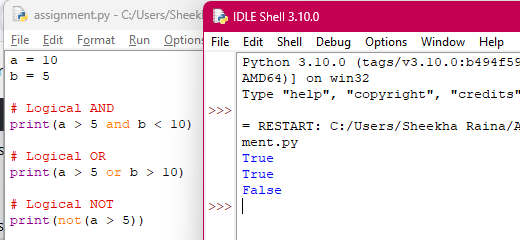 assignment.py - C:/Users/Sheekh
File Edit Format Run Options
a = 10
b = 5
# Logical AND
print(a > 5 and b < 10)
# Logical OR
print(a > 5 or b > 10)
# Logical NOT
print(not(a > 5))
IDLE Shell 3.10.0
File Edit Shell Debug Options Window Help
Python 3.10.0 (tags/v3.10.0:b494f59
AMD64)] on win32
Type "help", "copyright", "credits"
>>>
= RESTART: C:/Users/Sheekha Raina/A
ment.py
True
True
False
>>>